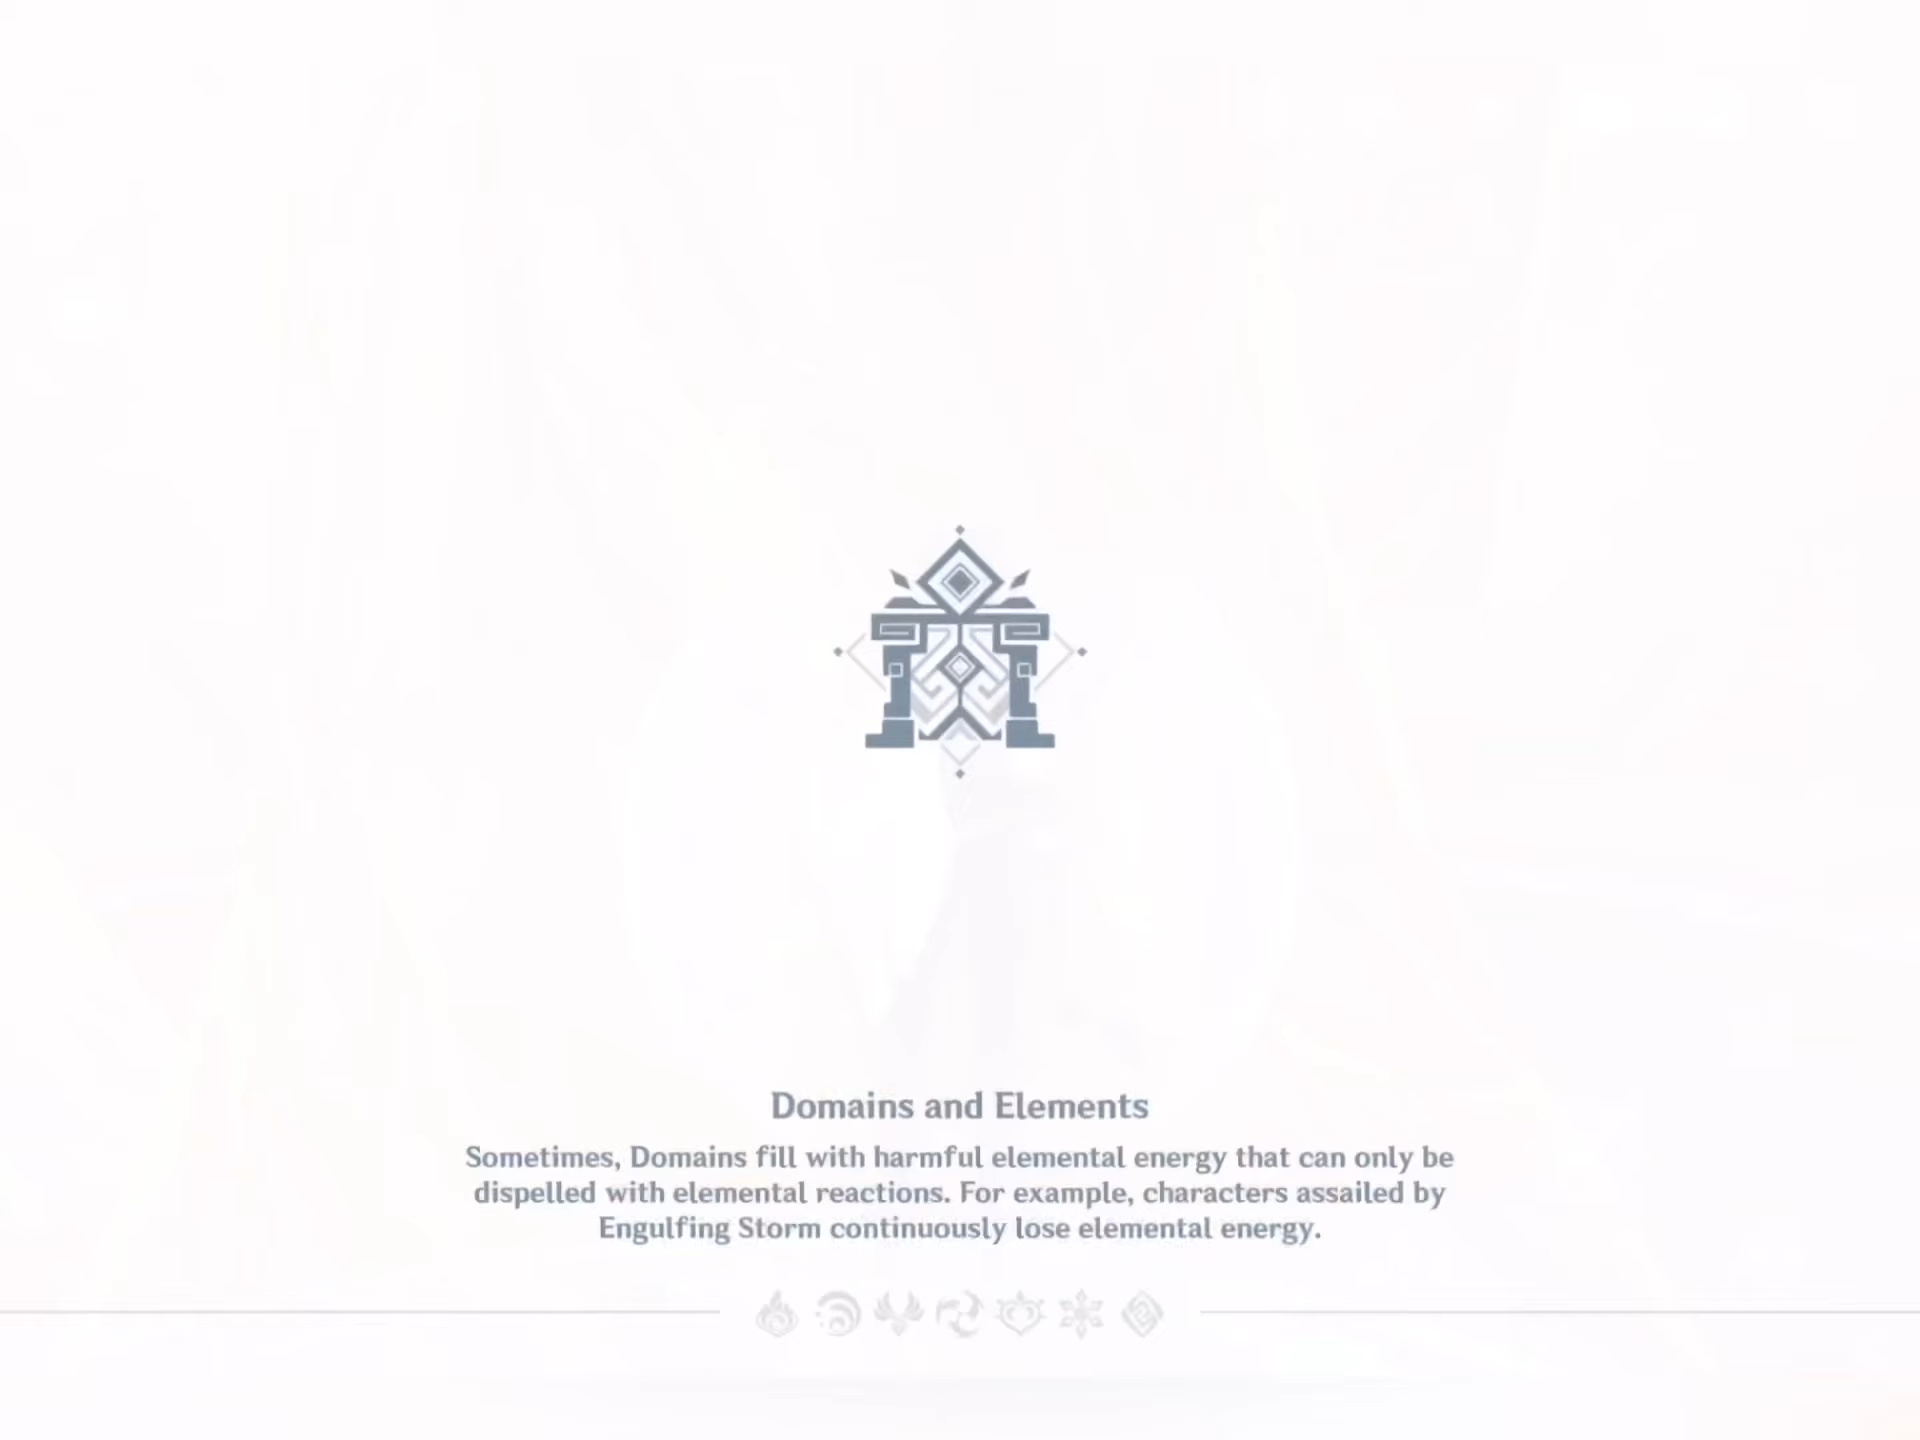 Domains and Elements
Sometimes, Domains fill with harmful elemental energy that can only be
dispelled with elemental reactions. For example, characters assailed by
Engulfing Storm continuously lose elemental energy.